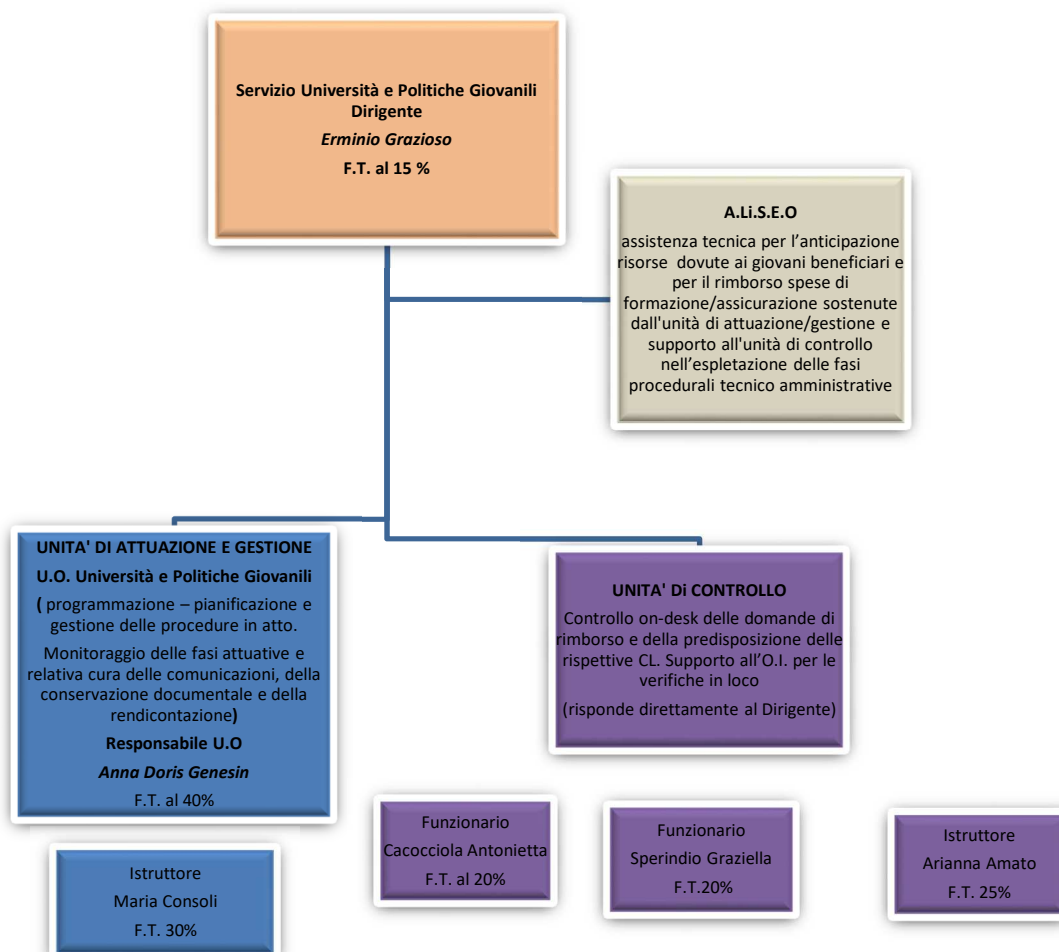 Servizio Università e Politiche Giovanili
Dirigente
Erminio Grazioso
F.T. al 15 %
A.Li.S.E.O
assistenza tecnica per l’anticipazione
risorse dovute ai giovani beneficiari e
per il rimborso spese di
formazione/assicurazione sostenute
dall'unità di attuazione/gestione e
supporto all'unità di controllo
nell’espletazione delle fasi
procedurali tecnico amministrative
UNITA' DI ATTUAZIONE E GESTIONE
U.O. Università e Politiche Giovanili
( programmazione – pianificazione e
gestione delle procedure in atto.
Monitoraggio delle fasi attuative e
relativa cura delle comunicazioni, della
conservazione documentale e della
rendicontazione)
Responsabile U.O
Anna Doris Genesin
F.T. al 40%
UNITA' Di CONTROLLO
Controllo on-desk delle domande di
rimborso e della predisposizione delle
rispettive CL. Supporto all’O.I. per le
verifiche in loco
(risponde direttamente al Dirigente)
Istruttore
Maria Consoli
F.T. 30%
Funzionario
Cacocciola Antonietta
F.T. al 20%
Funzionario
Sperindio Graziella
F.T.20%
Istruttore
Arianna Amato
F.T. 25%